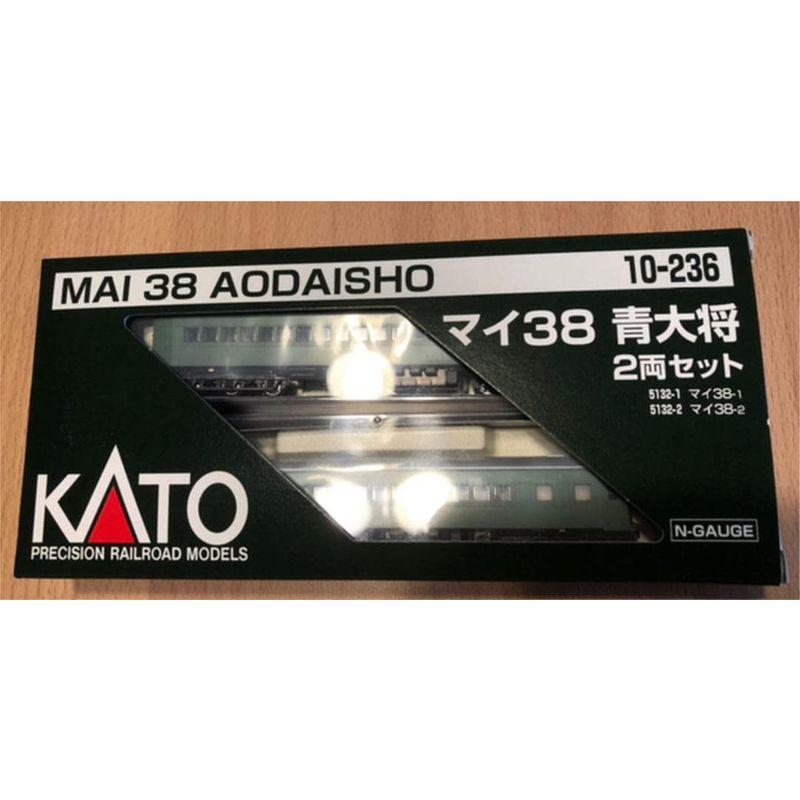 MAI 38 AODAISHO
10-236
マイ38 青大将
2両セット
5132-1 マイ38-1
5132-2 マイ38-2
KATO
PRECISION RAILROAD MODELS
N-GAUGE